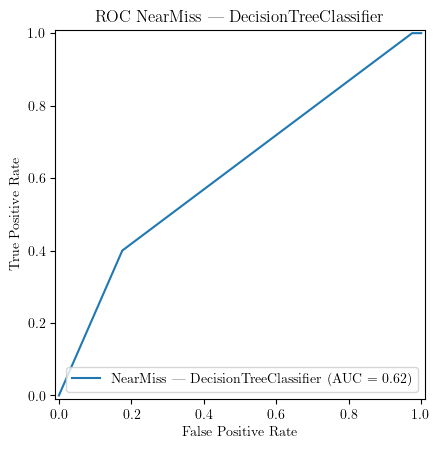 ROC NearMiss — DecisionTreeClassifier
1.0
0.8
0.6
0.4
0.2
0.0
True Positive Rate
NearMiss — DecisionTreeClassifier (AUC = 0.62)
0.0 0.2 0.4 0.6 0.8 1.0
False Positive Rate